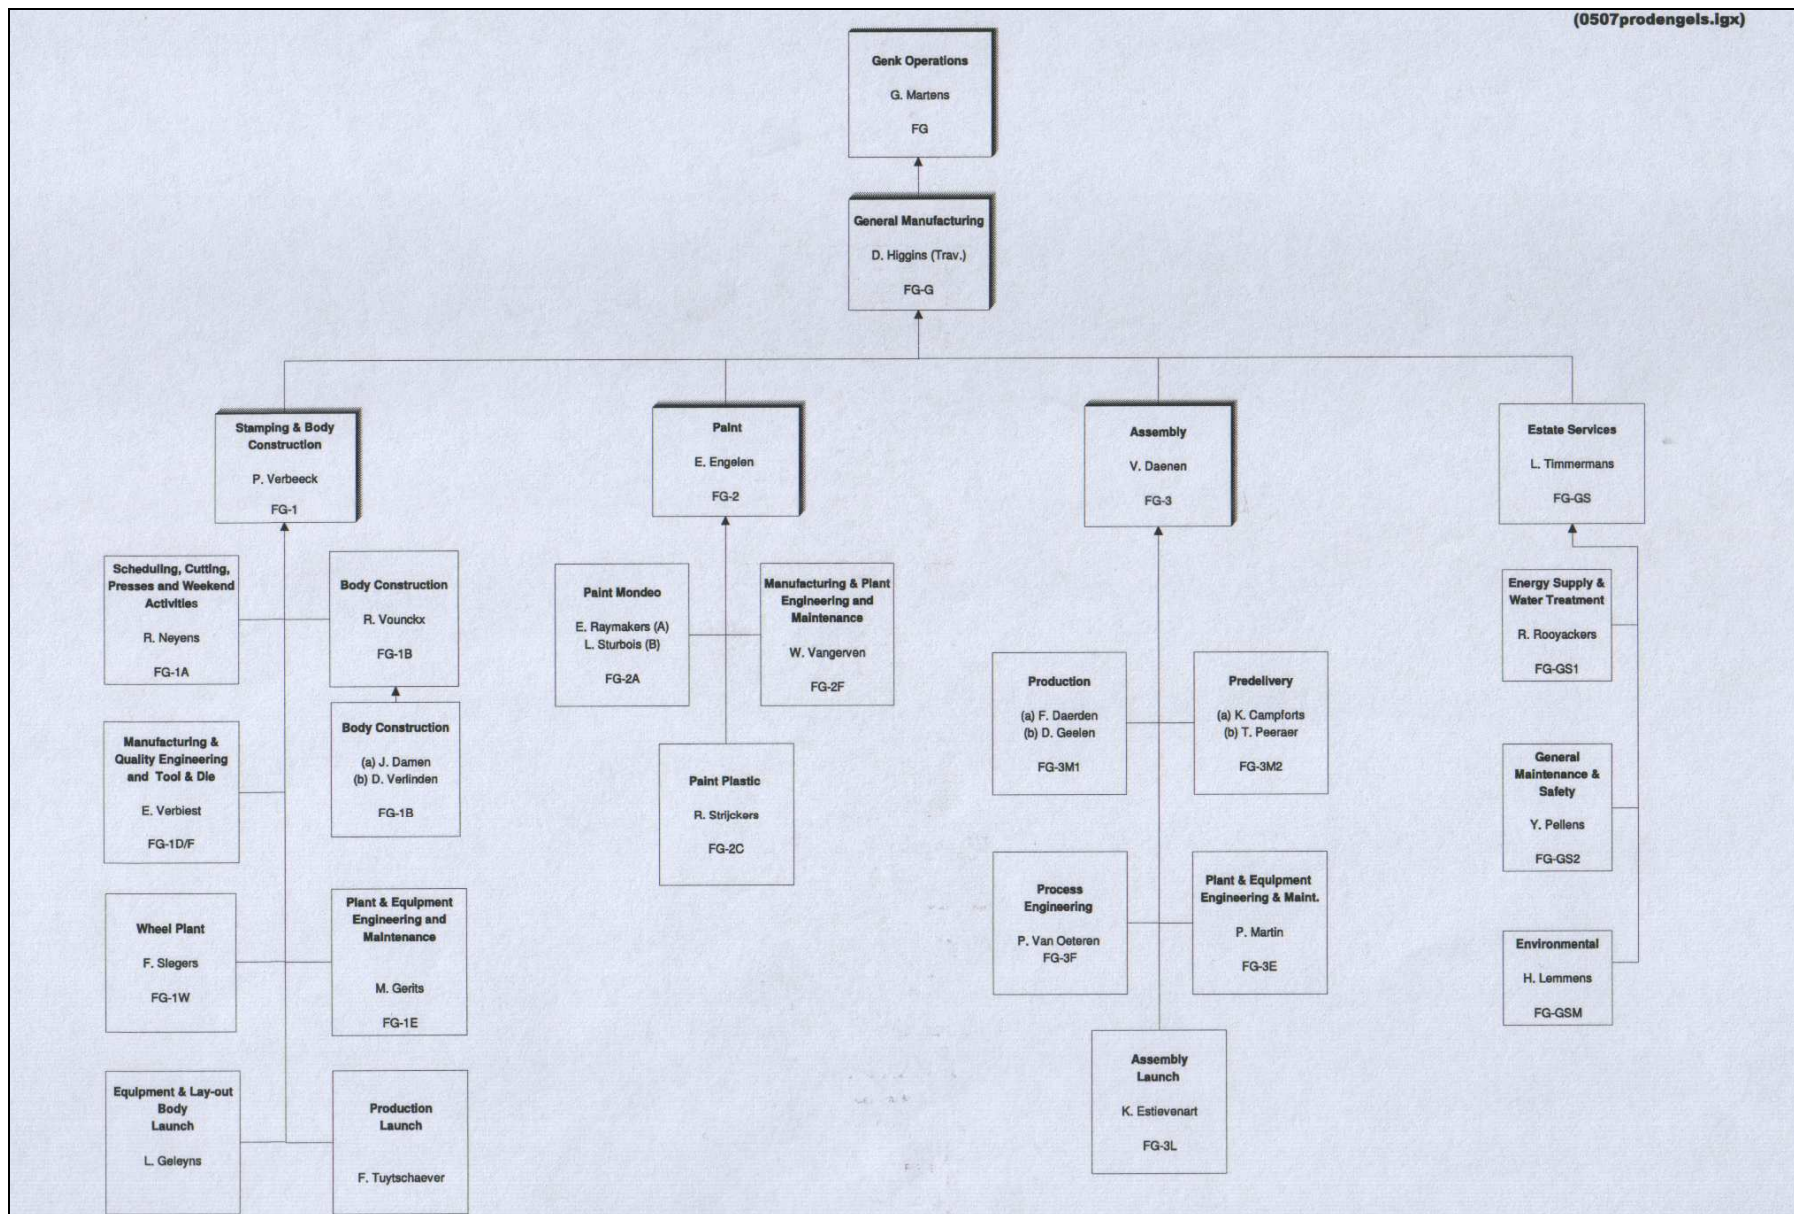 (0507prodengels.igx)
Genk Operations
G. Martens
FG
General Manufacturing
D. Higgins (Trav.)
FG-G
Stamping & Body
Construction
P. Verbeeck
FG-1
Paint
E. Engelen
FG-2
Assembly
V. Daenen
FG-3
Estate Services
L. Timmermans
FG-GS
Scheduling, Cutting,
Presses and Weekend
Activities
R. Neyens
FG-1A
Body Construction
R. Vounckx
FG-1B
Manufacturing &
Quality Engineering
and Tool & Die
E. Verbiest
FG-1D/F
Body Construction
(a) J. Damen
(b) D. Verlinden
FG-1B
Wheel Plant
F. Slegers
FG-1W
Plant & Equipment
Engineering and
Maintenance
M. Gerits
FG-1E
Equipment & Lay-out
Body
Launch
L. Geleyns
Production
Launch
F. Tuytschaever
Paint Mondeo
E. Raymakers (A)
L. Sturbois (B)
FG-2A
Manufacturing & Plant
Engineering and
Maintenance
W. Vangerven
FG-2F
Paint Plastic
R. Strijckers
FG-2C
Production
(a) F. Daerden
(b) D. Geelen
FG-3M1
Predelivery
(a) K. Campforts
(b) T. Peeraer
FG-3M2
Process
Engineering
P. Van Oeteren
FG-3F
Plant & Equipment
Engineering & Maint.
P. Martin
FG-3E
Assembly
Launch
K. Estievenart
FG-3L
Energy Supply &
Water Treatment
R. Rooyackers
FG-GS1
General
Maintenance &
Safety
Y. Pellens
FG-GS2
Environmental
H. Lemmens
FG-GSM